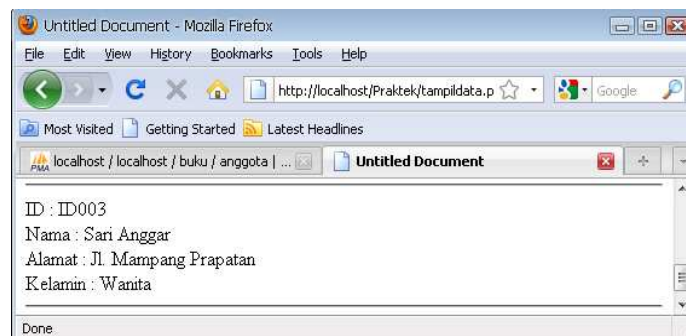 Untitled Document - Mozilla Firefox
File Edit View History Bookmarks Tools Help
http://localhost/Praktek/tampildata.p Google
Most Visited Getting Started Latest Headlines
PMA localhost / localhost / buku / anggota | ... Untitled Document
ID : ID003
Nama : Sari Anggar
Alamat : Jl. Mampang Prapatan
Kelamin : Wanita
Done